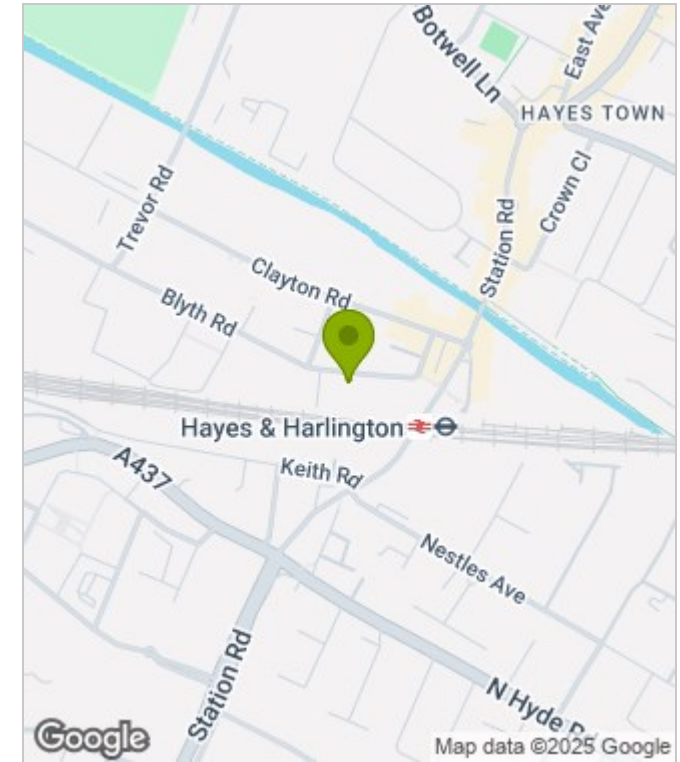 Botwell Ln
East Ave
HAYES TOWN
Crown Cl
Trevor Rd
Station Rd
Clayton Rd
Blyth Rd
Hayes & Harlington
A437
Keith Rd
Nestles Ave
Station Rd
N Hyde Rd
Google
Map data ©2025 Google